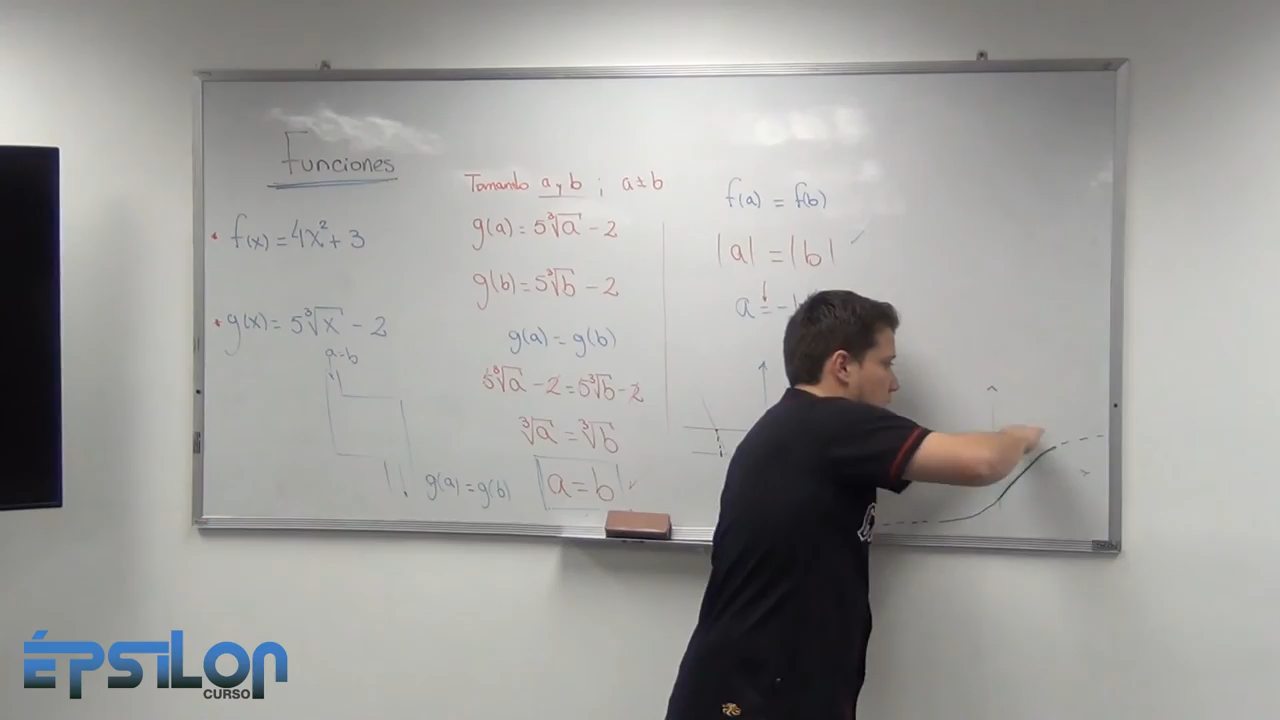 Funciones
f(x) = 4x² + 3
g(x) = 5∛x - 2
a=b
g(a) = g(b)
Tomando a y b ; a ≠ b
g(a) = 5∛a - 2
g(b) = 5∛b - 2
g(a) = g(b)
5∛a - 2 = 5∛b - 2
∛a = ∛b
a = b
f(a) = f(b)
|a| = |b|
a = -
ÉPSILON
CURSO